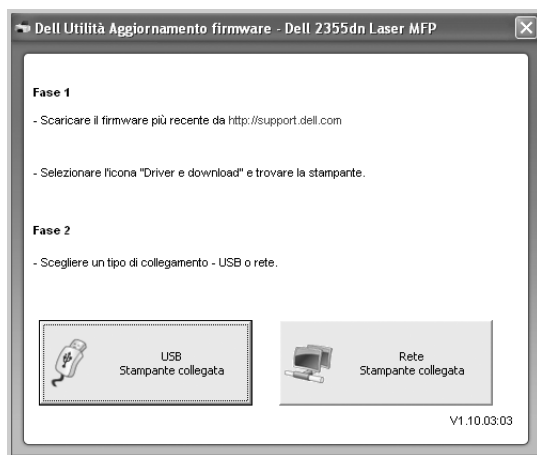 Dell Utilità Aggiornamento firmware - Dell 2355dn Laser MFP
Fase 1
- Scaricare il firmware più recente da http://support.dell.com
- Selezionare l'icona "Driver e download" e trovare la stampante.
Fase 2
- Scegliere un tipo di collegamento - USB o rete.
USB
Stampante collegata
Rete
Stampante collegata
V1.10.03:03